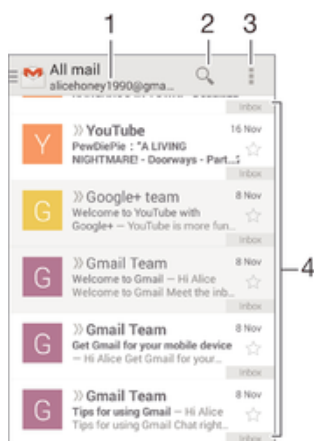 1
2
3
All mail
alicehoney1990@gma...
Inbox
YouTube
16 Nov
PewDiePie : "A LIVING
NIGHTMARE! - Doorways - Part...
Inbox
Google+ team
8 Nov
Welcome to YouTube with
Google+ – YouTube is more fun...
Inbox
Gmail Team
8 Nov
Welcome to Gmail – Hi Alice
Welcome to Gmail Meet the inb...
Inbox
Gmail Team
8 Nov
Get Gmail for your mobile device
– Hi Alice Get Gmail for your...
Inbox
Gmail Team
8 Nov
Tips for using Gmail – Hi Alice
Tips for using Gmail Chat right...
Inbox
Y
G
G
G
G
4